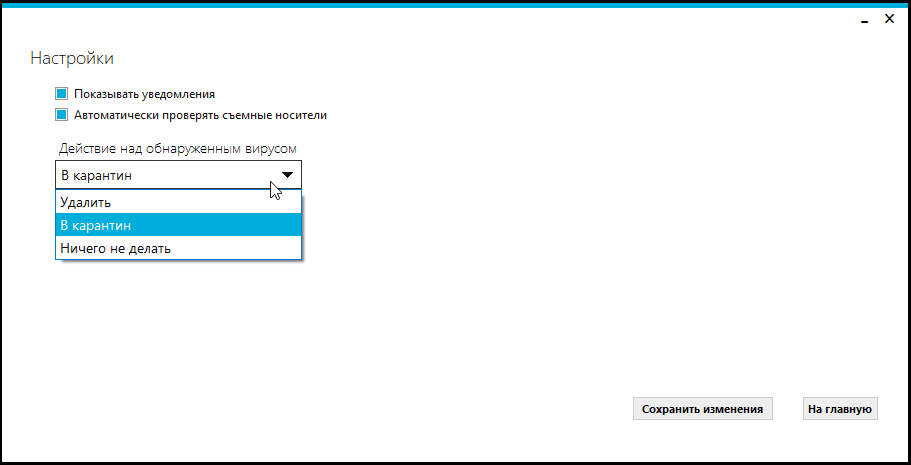 Настройки
Показывать уведомления
Автоматически проверять съемные носители
Действие над обнаруженным вирусом
В карантин
Удалить
В карантин
Ничего не делать
Сохранить изменения
На главную